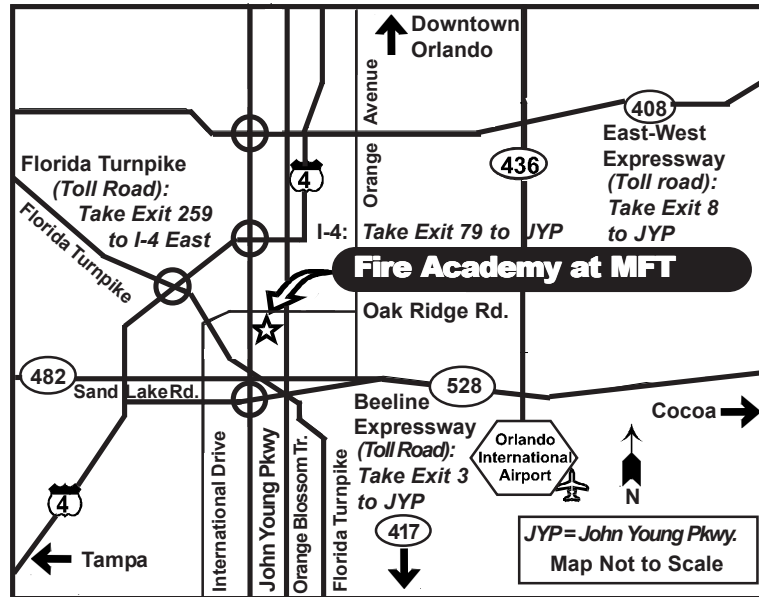 Downtown
Orlando
Orange Avenue
408
East-West
Expressway
(Toll road):
Take Exit 8
to JYP
436
Florida Turnpike
(Toll Road):
Take Exit 259
to I-4 East
Florida Turnpike
4
I-4: Take Exit 79 to JYP
Fire Academy at MFT
Oak Ridge Rd.
482
Sand Lake Rd.
528
Beeline
Expressway
(Toll Road):
Take Exit 3
to JYP
Cocoa
Orlando
International
Airport
N
4
Tampa
International Drive
John Young Pkwy
Orange Blossom Tr.
Florida Turnpike
417
JYP = John Young Pkwy.
Map Not to Scale